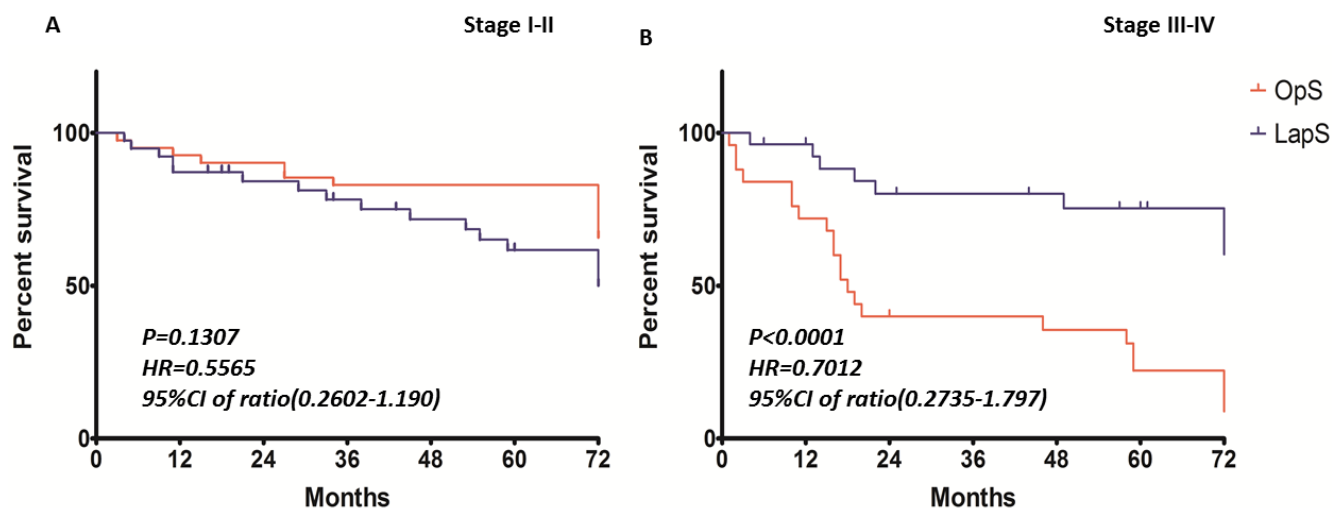 A
Stage I-II
Percent survival
100
50
0
P=0.1307
HR=0.5565
95%CI of ratio(0.2602-1.190)
0 12 24 36 48 60 72
Months
B
Stage III-IV
OpS
LapS
Percent survival
100
50
0
P<0.0001
HR=0.7012
95%CI of ratio(0.2735-1.797)
0 12 24 36 48 60 72
Months